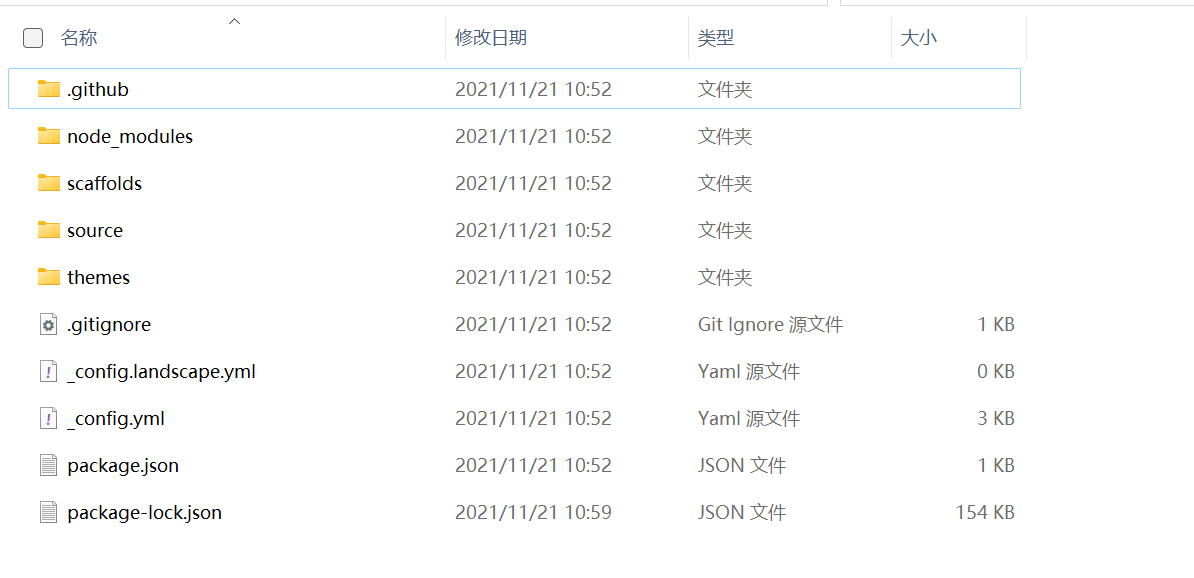 名称 修改日期 类型 大小
.github 2021/11/21 10:52 文件夹
node_modules 2021/11/21 10:52 文件夹
scaffolds 2021/11/21 10:52 文件夹
source 2021/11/21 10:52 文件夹
themes 2021/11/21 10:52 文件夹
.gitignore 2021/11/21 10:52 Git Ignore 源文件 1 KB
_config.landscape.yml 2021/11/21 10:52 Yaml 源文件 0 KB
_config.yml 2021/11/21 10:52 Yaml 源文件 3 KB
package.json 2021/11/21 10:52 JSON 文件 1 KB
package-lock.json 2021/11/21 10:59 JSON 文件 154 KB